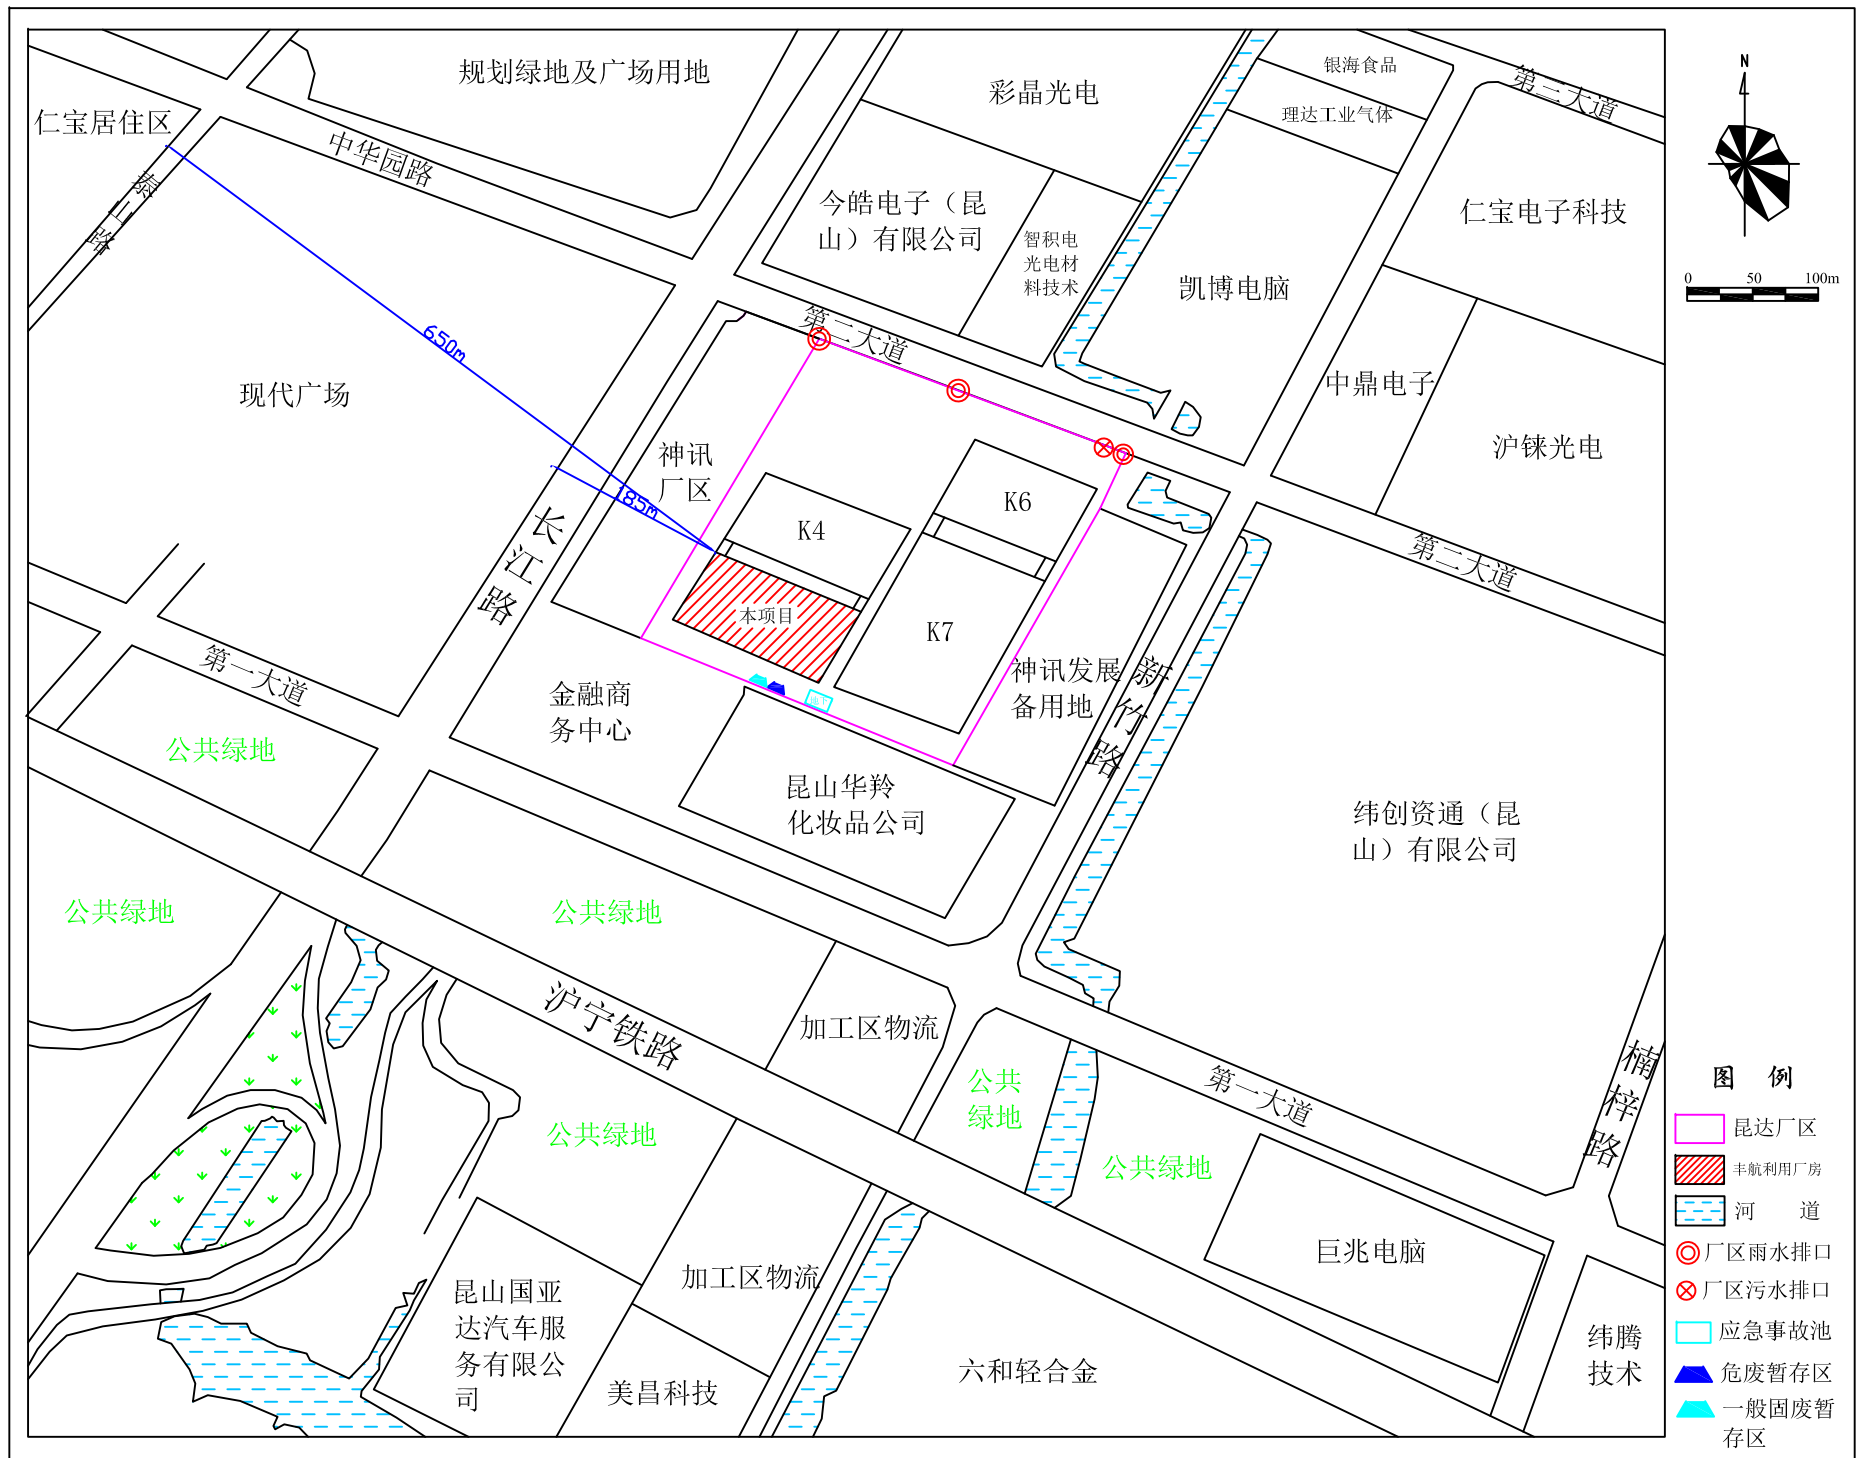 规划绿地及广场用地
彩晶光电
银海食品
理达工业气体
第三大道
N
仁宝居住区
中华园路
泰山路
今皓电子（昆
山）有限公司
智积电
光电材
料技术
凯博电脑
仁宝电子科技
0 50 100m
650m
第二大道
现代广场
中鼎电子
沪铼光电
神讯
厂区
185m
长江路
K4
K6
第二大道
本项目
K7
神讯发展
备用地
新竹路
第一大道
金融商
务中心
公共绿地
昆山华羚
化妆品公司
纬创资通（昆
山）有限公司
公共绿地
公共绿地
沪宁铁路
加工区物流
公共
绿地
第一大道
楠梓路
公共绿地
公共绿地
巨兆电脑
加工区物流
昆山国亚
达汽车服
务有限公
司
美昌科技
六和轻合金
纬腾
技术
图 例
昆达厂区
丰航利用厂房
河 道
厂区雨水排口
厂区污水排口
应急事故池
危废暂存区
一般固废暂
存区